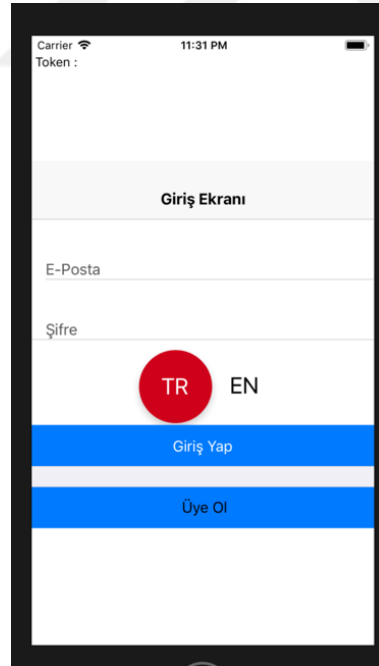 Carrier 11:31 PM
Token :
Giriş Ekranı
E-Posta
Şifre
TR EN
Giriş Yap
Üye Ol